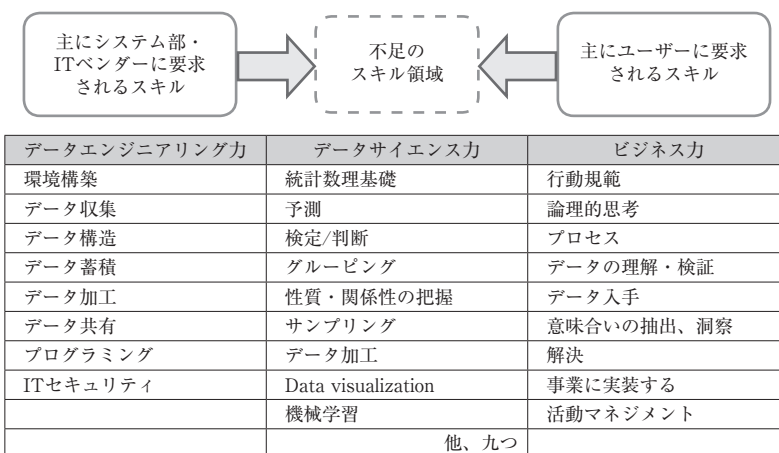 主にシステム部・
ITベンダーに要求
されるスキル
不足の
スキル領域
主にユーザーに要求
されるスキル
データエンジニアリング力 データサイエンス力 ビジネス力
環境構築 統計数理基礎 行動規範
データ収集 予測 論理的思考
データ構造 検定/判断 プロセス
データ蓄積 グルーピング データの理解・検証
データ加工 性質・関係性の把握 データ入手
データ共有 サンプリング 意味合いの抽出、洞察
プログラミング データ加工 解決
ITセキュリティ Data visualization 事業に実装する
機械学習 活動マネジメント
他、九つ